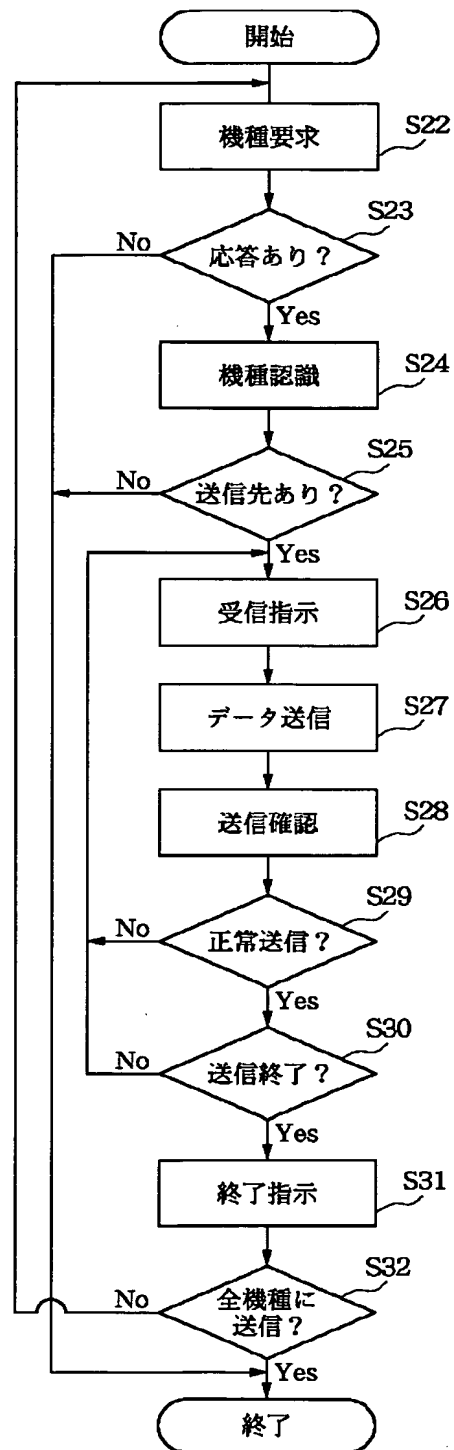 開始
機種要求
S22
S23
No
応答あり?
Yes
機種認識
S24
S25
No
送信先あり?
Yes
受信指示
S26
データ送信
S27
送信確認
S28
S29
No
正常送信?
Yes
S30
No
送信終了?
Yes
終了指示
S31
S32
No
全機種に
送信?
Yes
終了